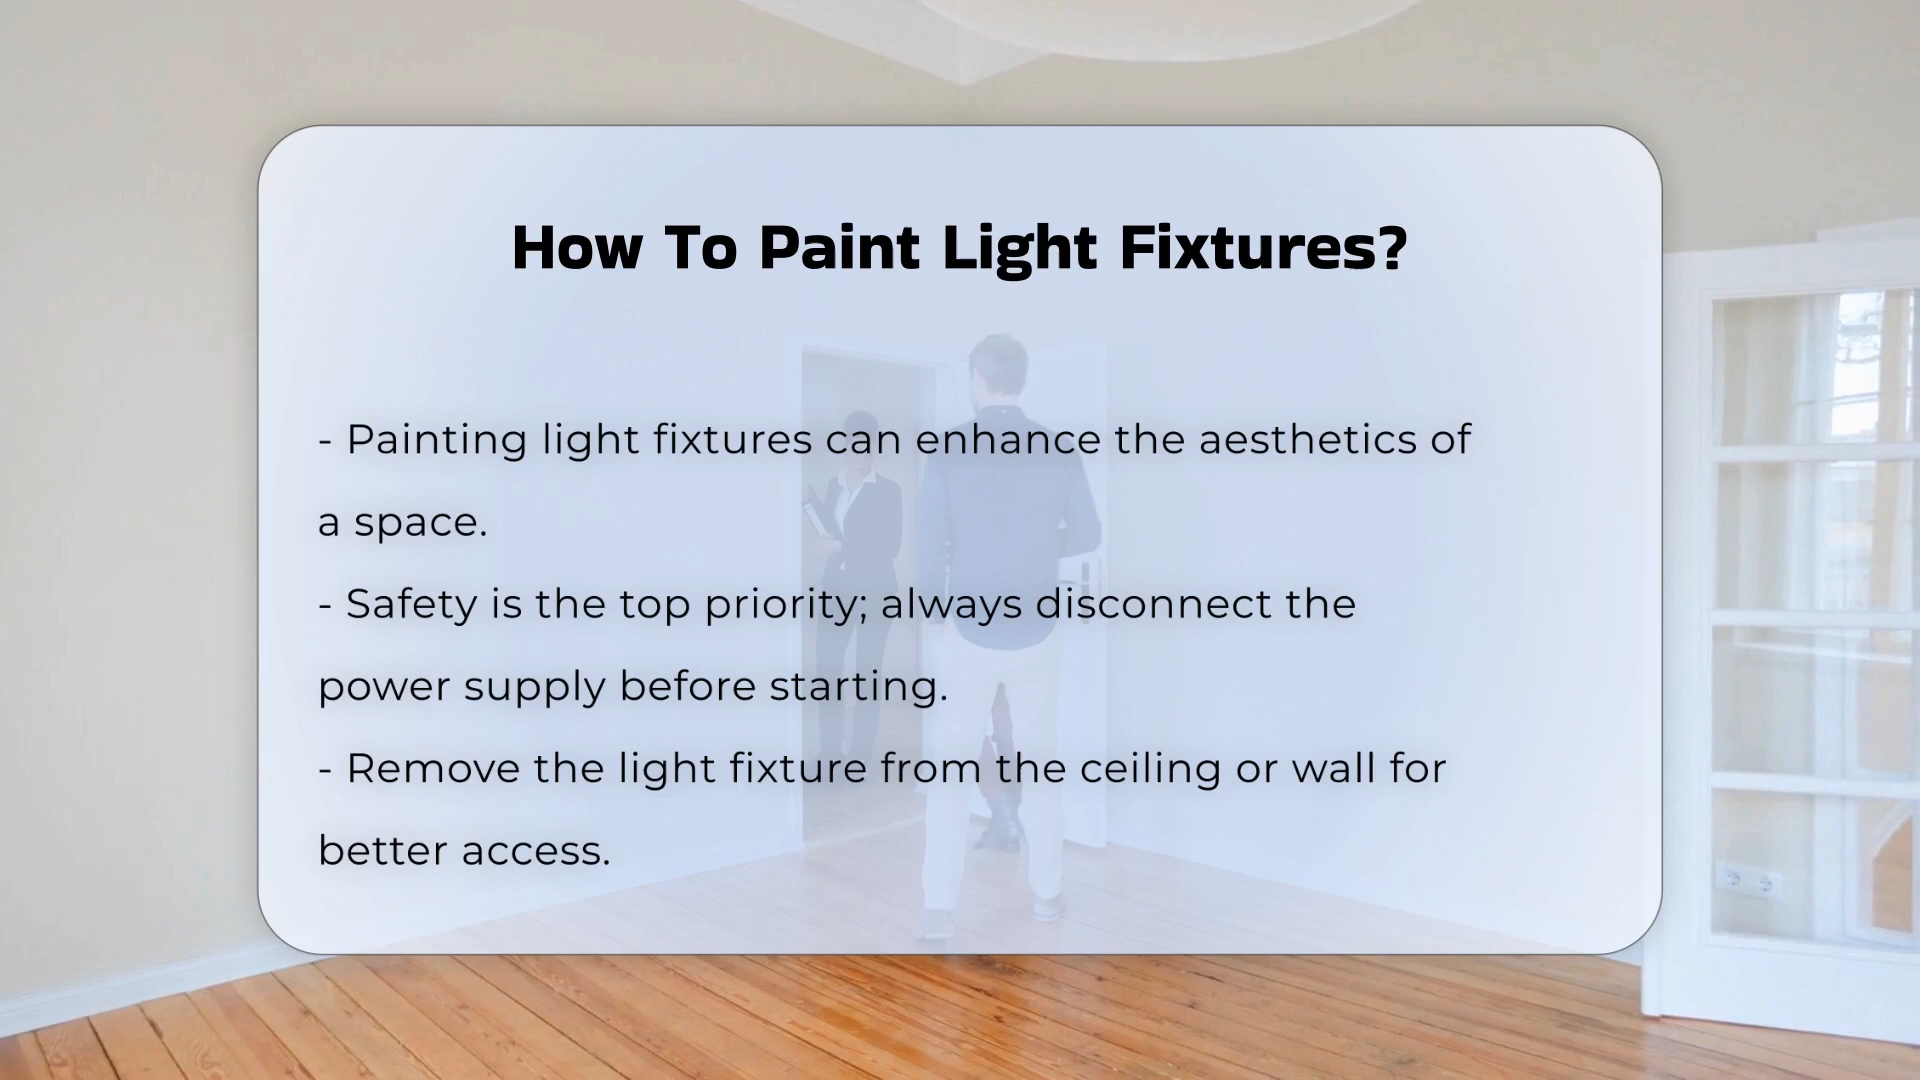 How To Paint Light Fixtures?
- Painting light fixtures can enhance the aesthetics of
a space.
- Safety is the top priority; always disconnect the
power supply before starting.
- Remove the light fixture from the ceiling or wall for
better access.